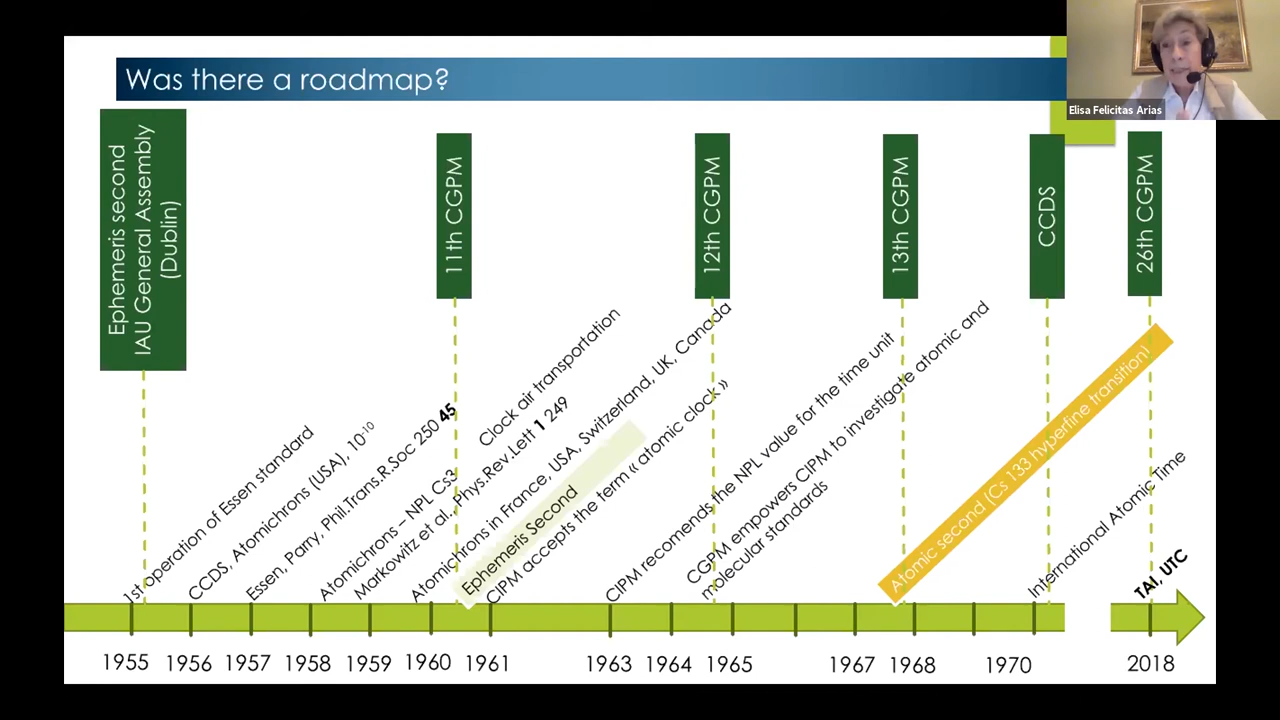 Was there a roadmap?
Elisa Felicitas Arias
Ephemeris second
IAU General Assembly
(Dublin)
11th CGPM
12th CGPM
13th CGPM
CCDS
26th CGPM
1st operation of Essen standard
CCDS, Atomichrons (USA), 10-10
Essen, Parry, Phil.Trans.R.Soc 250 45
Atomichrons – NPL Cs3
Clock air transportation
Markowitz et al., Phys.Rev.Lett 1 249
Atomichrons in France, USA, Switzerland, UK, Canada
Ephemeris Second
CIPM accepts the term « atomic clock »
CIPM recomends the NPL value for the time unit
CGPM empowers CIPM to investigate atomic and
molecular standards
Atomic second (Cs 133 hyperfine transition)
International Atomic Time
TAI, UTC
1955 1956 1957 1958 1959 1960 1961 1963 1964 1965 1967 1968 1970 2018